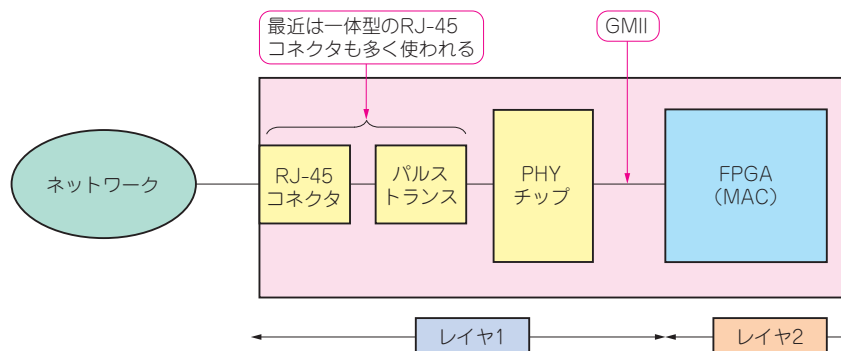 最近は一体型のRJ-45
コネクタも多く使われる
GMII
ネットワーク
RJ-45
コネクタ
パルス
トランス
PHY
チップ
FPGA
(MAC)
レイヤ1
レイヤ2